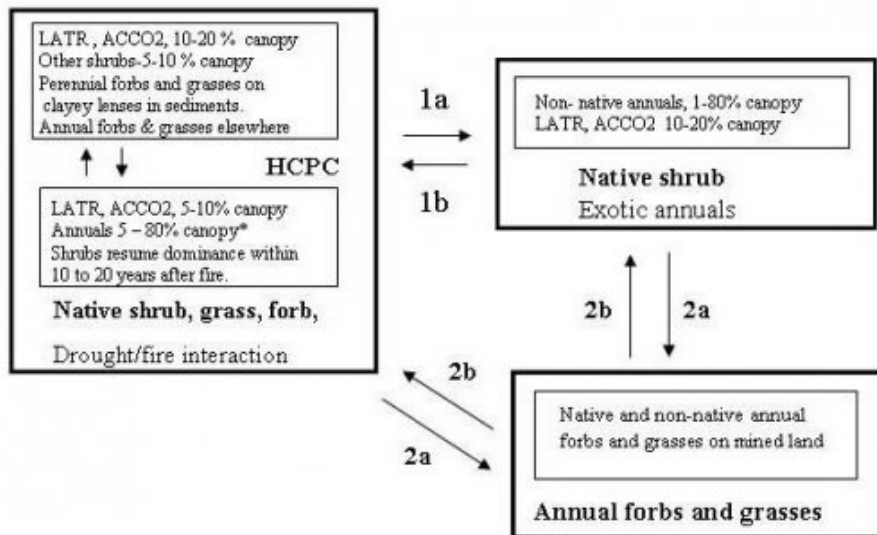 LATR , ACCO2, 10-20 % canopy
Other shrubs-5-10 % canopy
Perennial forbs and grasses on
clayey lenses in sediments.
Annual forbs & grasses elsewhere
HCPC
LATR, ACCO2, 5-10% canopy
Annuals 5 – 80% canopy*
Shrubs resume dominance within
10 to 20 years after fire.
Native shrub, grass, forb,
Drought/fire interaction
1a
1b
Non- native annuals, 1-80% canopy
LATR, ACCO2 10-20% canopy
Native shrub
Exotic annuals
2b
2a
2b
2a
Native and non-native annual
forbs and grasses on mined land
Annual forbs and grasses